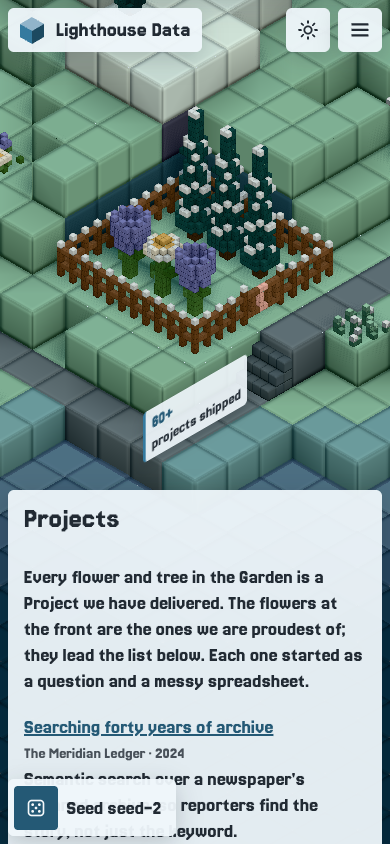 Lighthouse Data
60+
projects shipped
Projects
Every flower and tree in the Garden is a
Project we have delivered. The flowers at
the front are the ones we are proudest of;
they lead the list below. Each one started as
a question and a messy spreadsheet.
Searching forty years of archive
The Meridian Ledger · 2024
Semantic search over a newspaper's
reporters find the
Seed seed-2
story, not just the keyword.